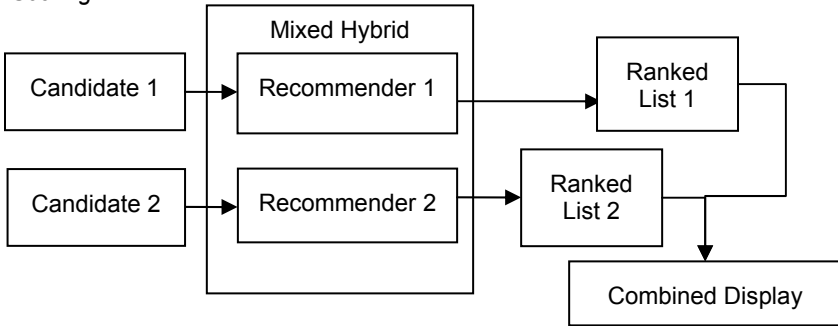 Mixed Hybrid
Candidate 1
Recommender 1
Ranked
List 1
Candidate 2
Recommender 2
Ranked
List 2
Combined Display